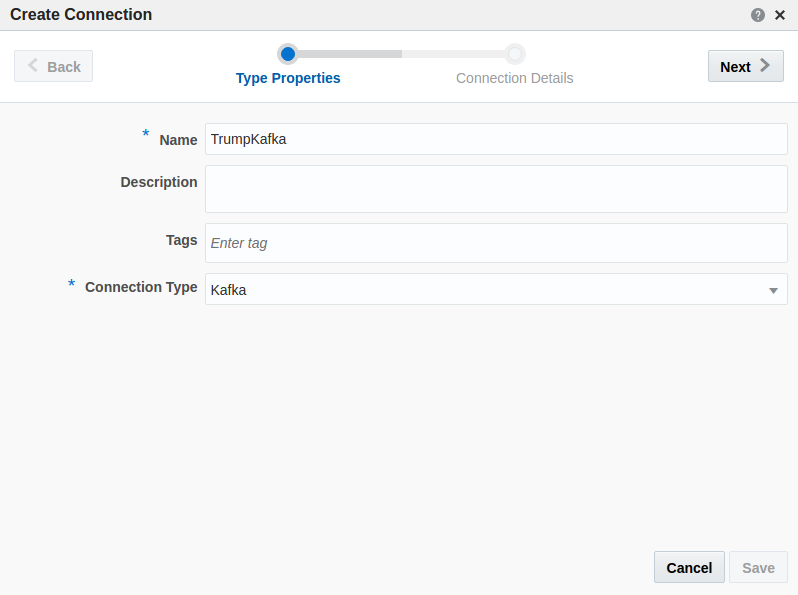 Create Connection
Back
Type Properties
Connection Details
Next
* Name TrumpKafka
Description
Tags Enter tag
* Connection Type Kafka
Cancel Save